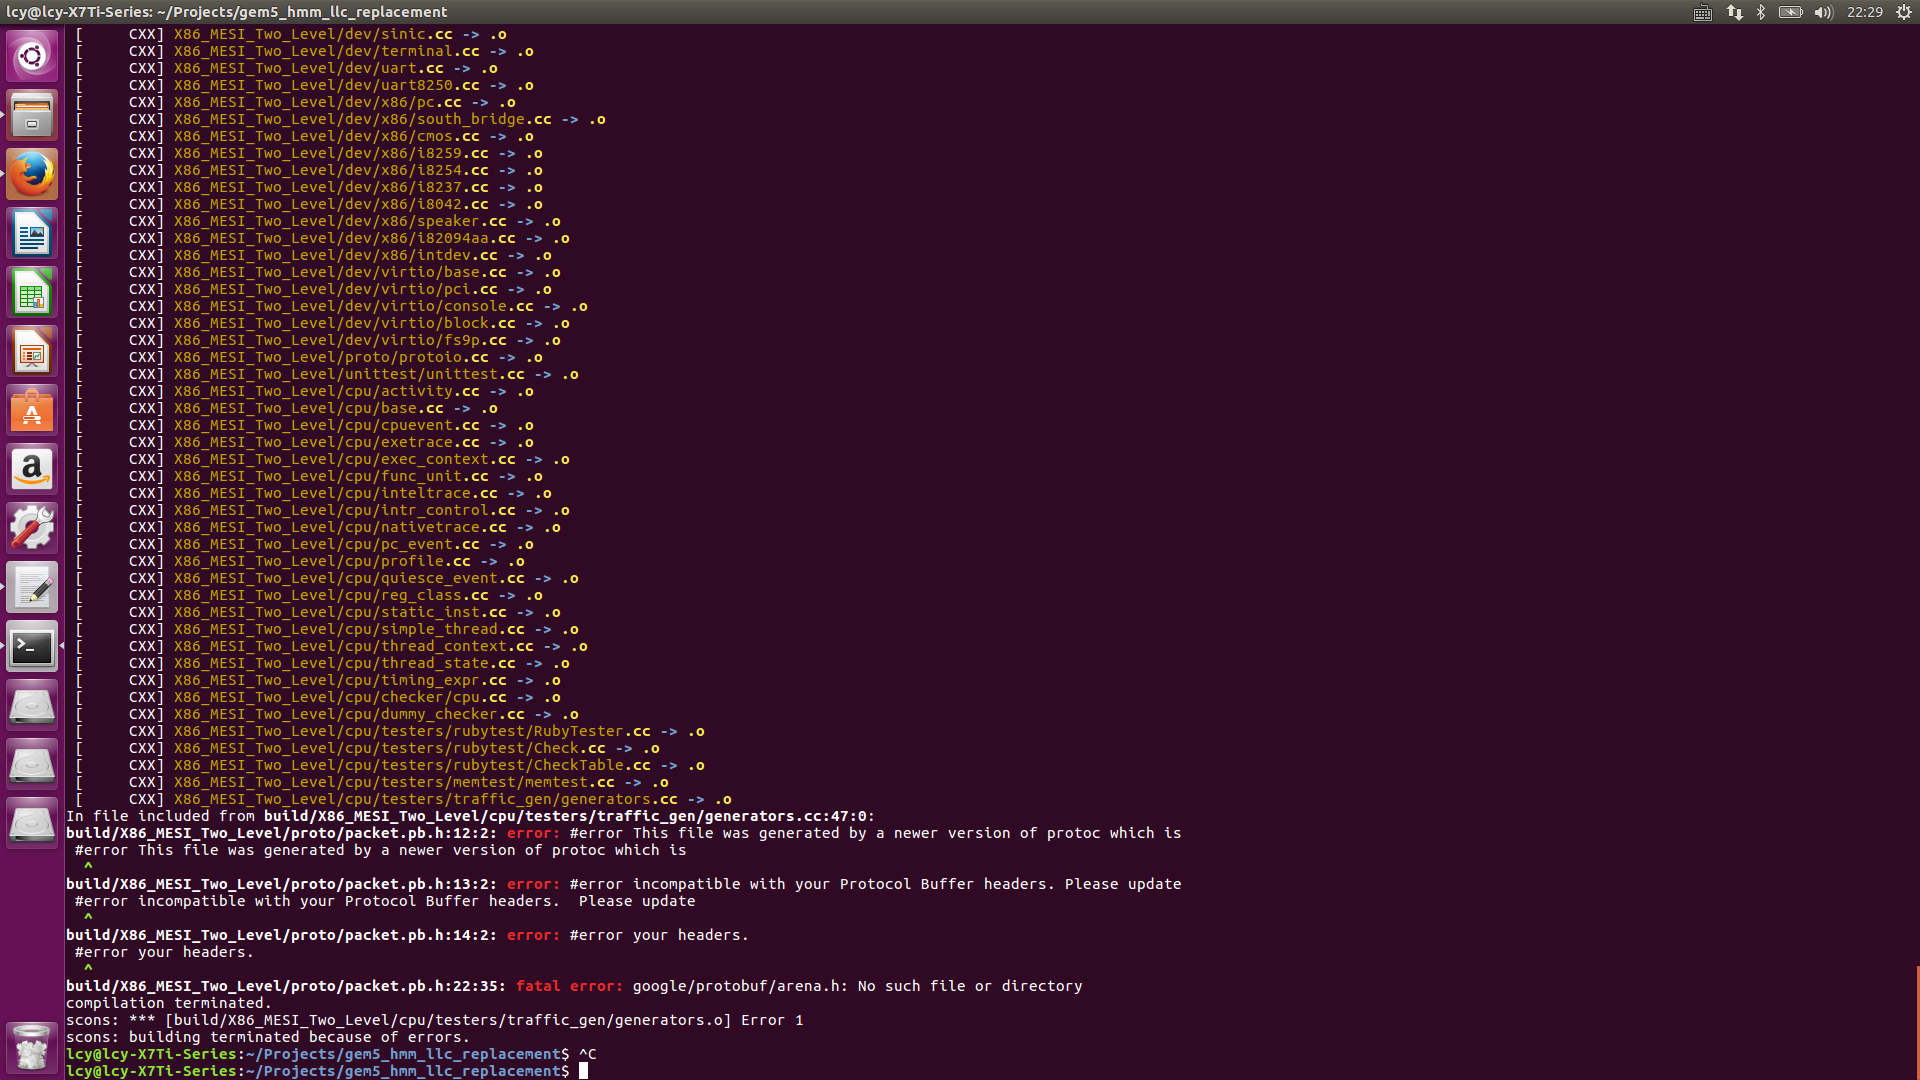 lcy@lcy-X7Ti-Series: ~/Projects/gem5_hmm_llc_replacement
22:29
[     CXX] X86_MESI_Two_Level/dev/sinic.cc -> .o
[     CXX] X86_MESI_Two_Level/dev/terminal.cc -> .o
[     CXX] X86_MESI_Two_Level/dev/uart.cc -> .o
[     CXX] X86_MESI_Two_Level/dev/uart8250.cc -> .o
[     CXX] X86_MESI_Two_Level/dev/x86/pc.cc -> .o
[     CXX] X86_MESI_Two_Level/dev/x86/south_bridge.cc -> .o
[     CXX] X86_MESI_Two_Level/dev/x86/cmos.cc -> .o
[     CXX] X86_MESI_Two_Level/dev/x86/i8259.cc -> .o
[     CXX] X86_MESI_Two_Level/dev/x86/i8254.cc -> .o
[     CXX] X86_MESI_Two_Level/dev/x86/i8237.cc -> .o
[     CXX] X86_MESI_Two_Level/dev/x86/i8042.cc -> .o
[     CXX] X86_MESI_Two_Level/dev/x86/speaker.cc -> .o
[     CXX] X86_MESI_Two_Level/dev/x86/i82094aa.cc -> .o
[     CXX] X86_MESI_Two_Level/dev/x86/intdev.cc -> .o
[     CXX] X86_MESI_Two_Level/dev/virtio/base.cc -> .o
[     CXX] X86_MESI_Two_Level/dev/virtio/pci.cc -> .o
[     CXX] X86_MESI_Two_Level/dev/virtio/console.cc -> .o
[     CXX] X86_MESI_Two_Level/dev/virtio/block.cc -> .o
[     CXX] X86_MESI_Two_Level/dev/virtio/fs9p.cc -> .o
[     CXX] X86_MESI_Two_Level/proto/protoio.cc -> .o
[     CXX] X86_MESI_Two_Level/unittest/unittest.cc -> .o
[     CXX] X86_MESI_Two_Level/cpu/activity.cc -> .o
[     CXX] X86_MESI_Two_Level/cpu/base.cc -> .o
[     CXX] X86_MESI_Two_Level/cpu/cpuevent.cc -> .o
[     CXX] X86_MESI_Two_Level/cpu/exetrace.cc -> .o
[     CXX] X86_MESI_Two_Level/cpu/exec_context.cc -> .o
[     CXX] X86_MESI_Two_Level/cpu/func_unit.cc -> .o
[     CXX] X86_MESI_Two_Level/cpu/inteltrace.cc -> .o
[     CXX] X86_MESI_Two_Level/cpu/intr_control.cc -> .o
[     CXX] X86_MESI_Two_Level/cpu/nativetrace.cc -> .o
[     CXX] X86_MESI_Two_Level/cpu/pc_event.cc -> .o
[     CXX] X86_MESI_Two_Level/cpu/profile.cc -> .o
[     CXX] X86_MESI_Two_Level/cpu/quiesce_event.cc -> .o
[     CXX] X86_MESI_Two_Level/cpu/reg_class.cc -> .o
[     CXX] X86_MESI_Two_Level/cpu/static_inst.cc -> .o
[     CXX] X86_MESI_Two_Level/cpu/simple_thread.cc -> .o
[     CXX] X86_MESI_Two_Level/cpu/thread_context.cc -> .o
[     CXX] X86_MESI_Two_Level/cpu/thread_state.cc -> .o
[     CXX] X86_MESI_Two_Level/cpu/timing_expr.cc -> .o
[     CXX] X86_MESI_Two_Level/cpu/checker/cpu.cc -> .o
[     CXX] X86_MESI_Two_Level/cpu/dummy_checker.cc -> .o
[     CXX] X86_MESI_Two_Level/cpu/testers/rubytest/RubyTester.cc -> .o
[     CXX] X86_MESI_Two_Level/cpu/testers/rubytest/Check.cc -> .o
[     CXX] X86_MESI_Two_Level/cpu/testers/rubytest/CheckTable.cc -> .o
[     CXX] X86_MESI_Two_Level/cpu/testers/memtest/memtest.cc -> .o
[     CXX] X86_MESI_Two_Level/cpu/testers/traffic_gen/generators.cc -> .o
In file included from build/X86_MESI_Two_Level/cpu/testers/traffic_gen/generators.cc:47:0:
build/X86_MESI_Two_Level/proto/packet.pb.h:12:2: error: #error This file was generated by a newer version of protoc which is
#error This file was generated by a newer version of protoc which is
^
build/X86_MESI_Two_Level/proto/packet.pb.h:13:2: error: #error incompatible with your Protocol Buffer headers. Please update
#error incompatible with your Protocol Buffer headers.  Please update
^
build/X86_MESI_Two_Level/proto/packet.pb.h:14:2: error: #error your headers.
#error your headers.
^
build/X86_MESI_Two_Level/proto/packet.pb.h:22:35: fatal error: google/protobuf/arena.h: No such file or directory
compilation terminated.
scons: *** [build/X86_MESI_Two_Level/cpu/testers/traffic_gen/generators.o] Error 1
scons: building terminated because of errors.
lcy@lcy-X7Ti-Series:~/Projects/gem5_hmm_llc_replacement$ ^C
lcy@lcy-X7Ti-Series:~/Projects/gem5_hmm_llc_replacement$